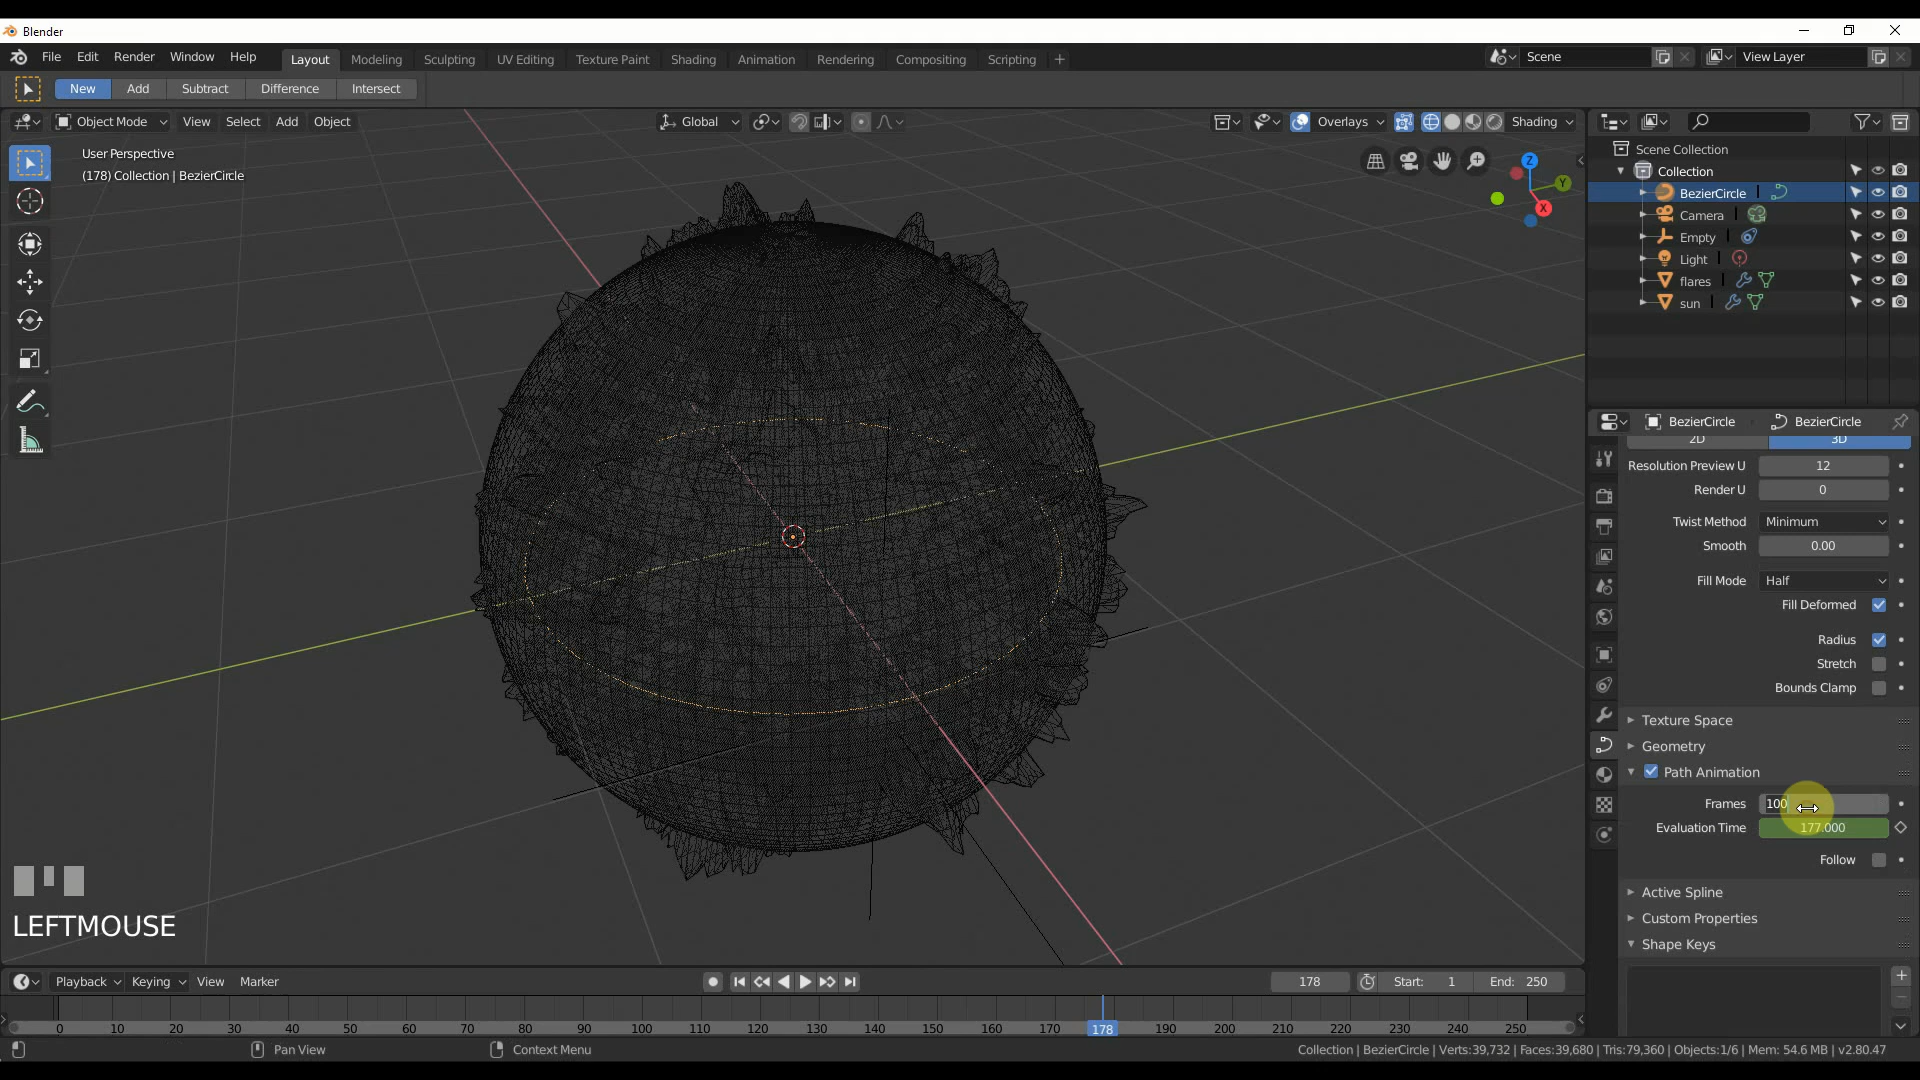 Blender
File Edit Render Window Help Layout Modeling Sculpting UV Editing Texture Paint Shading Animation Rendering Compositing Scripting + Scene View Layer
New Add Subtract Difference Intersect
Object Mode View Select Add Object Global Overlays Shading
User Perspective
(178) Collection | BezierCircle
Z
Y
X
Scene Collection
Collection
BezierCircle
Camera
Empty
Light
flares
sun
BezierCircle BezierCircle
2D 3D
Resolution Preview U 12
Render U 0
Twist Method Minimum
Smooth 0.00
Fill Mode Half
Fill Deformed
Radius
Stretch
Bounds Clamp
Texture Space
Geometry
Path Animation
Frames 100
Evaluation Time 177.000
Follow
Active Spline
Custom Properties
Shape Keys
LEFTMOUSE
Playback Keying View Marker 178 Start: 1 End: 250
0 10 20 30 40 50 60 70 80 90 100 110 120 130 140 150 160 170 178 190 200 210 220 230 240 250
Pan View Context Menu Collection | BezierCircle | Verts:39,732 | Faces:39,680 | Tris:79,360 | Objects:1/6 | Mem: 54.6 MB | v2.80.47